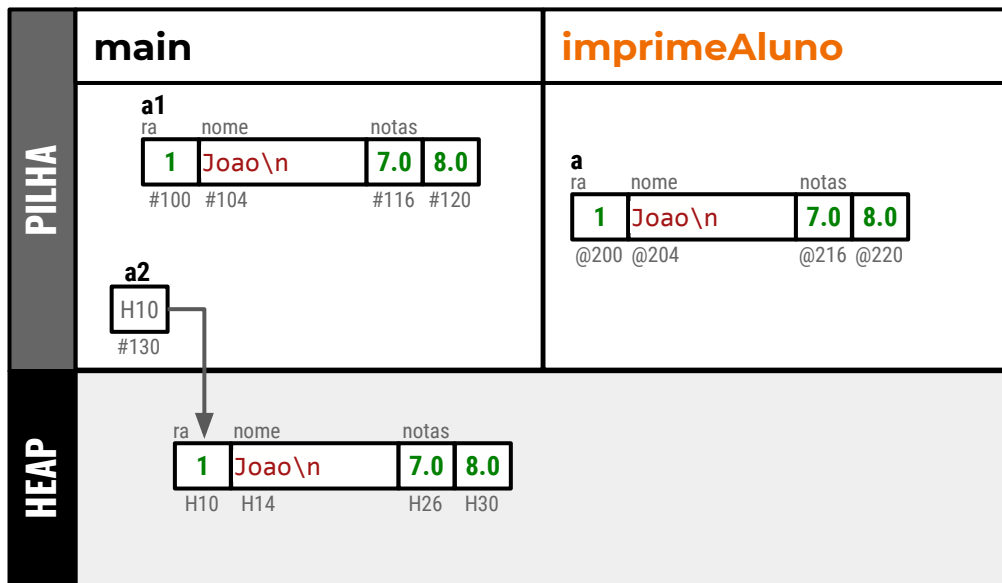 main
imprimeAluno
PILHA
a1
ra nome notas
1 Joao\n 7.0 8.0
#100 #104 #116 #120
a
ra nome notas
1 Joao\n 7.0 8.0
@200 @204 @216 @220
a2
H10
#130
HEAP
ra nome notas
1 Joao\n 7.0 8.0
H10 H14 H26 H30